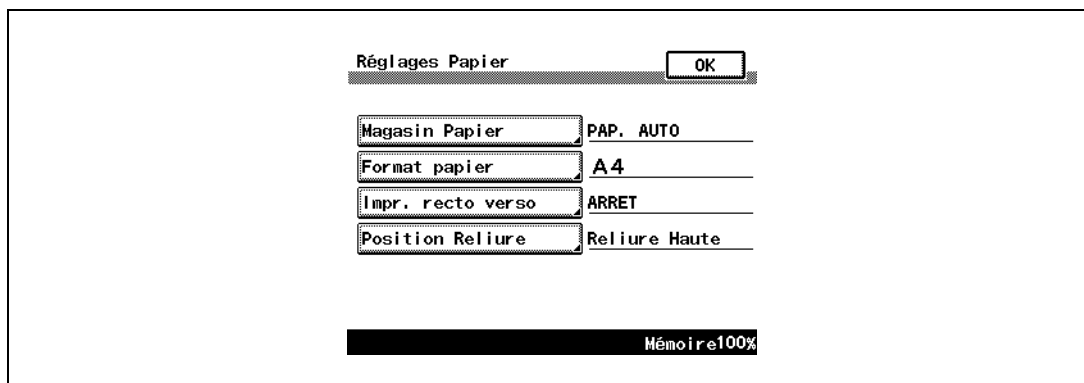 Réglages Papier OK
Magasin Papier PAP. AUTO
Format papier A4
Impr. recto verso ARRET
Position Reliure Reliure Haute
Mémoire100%